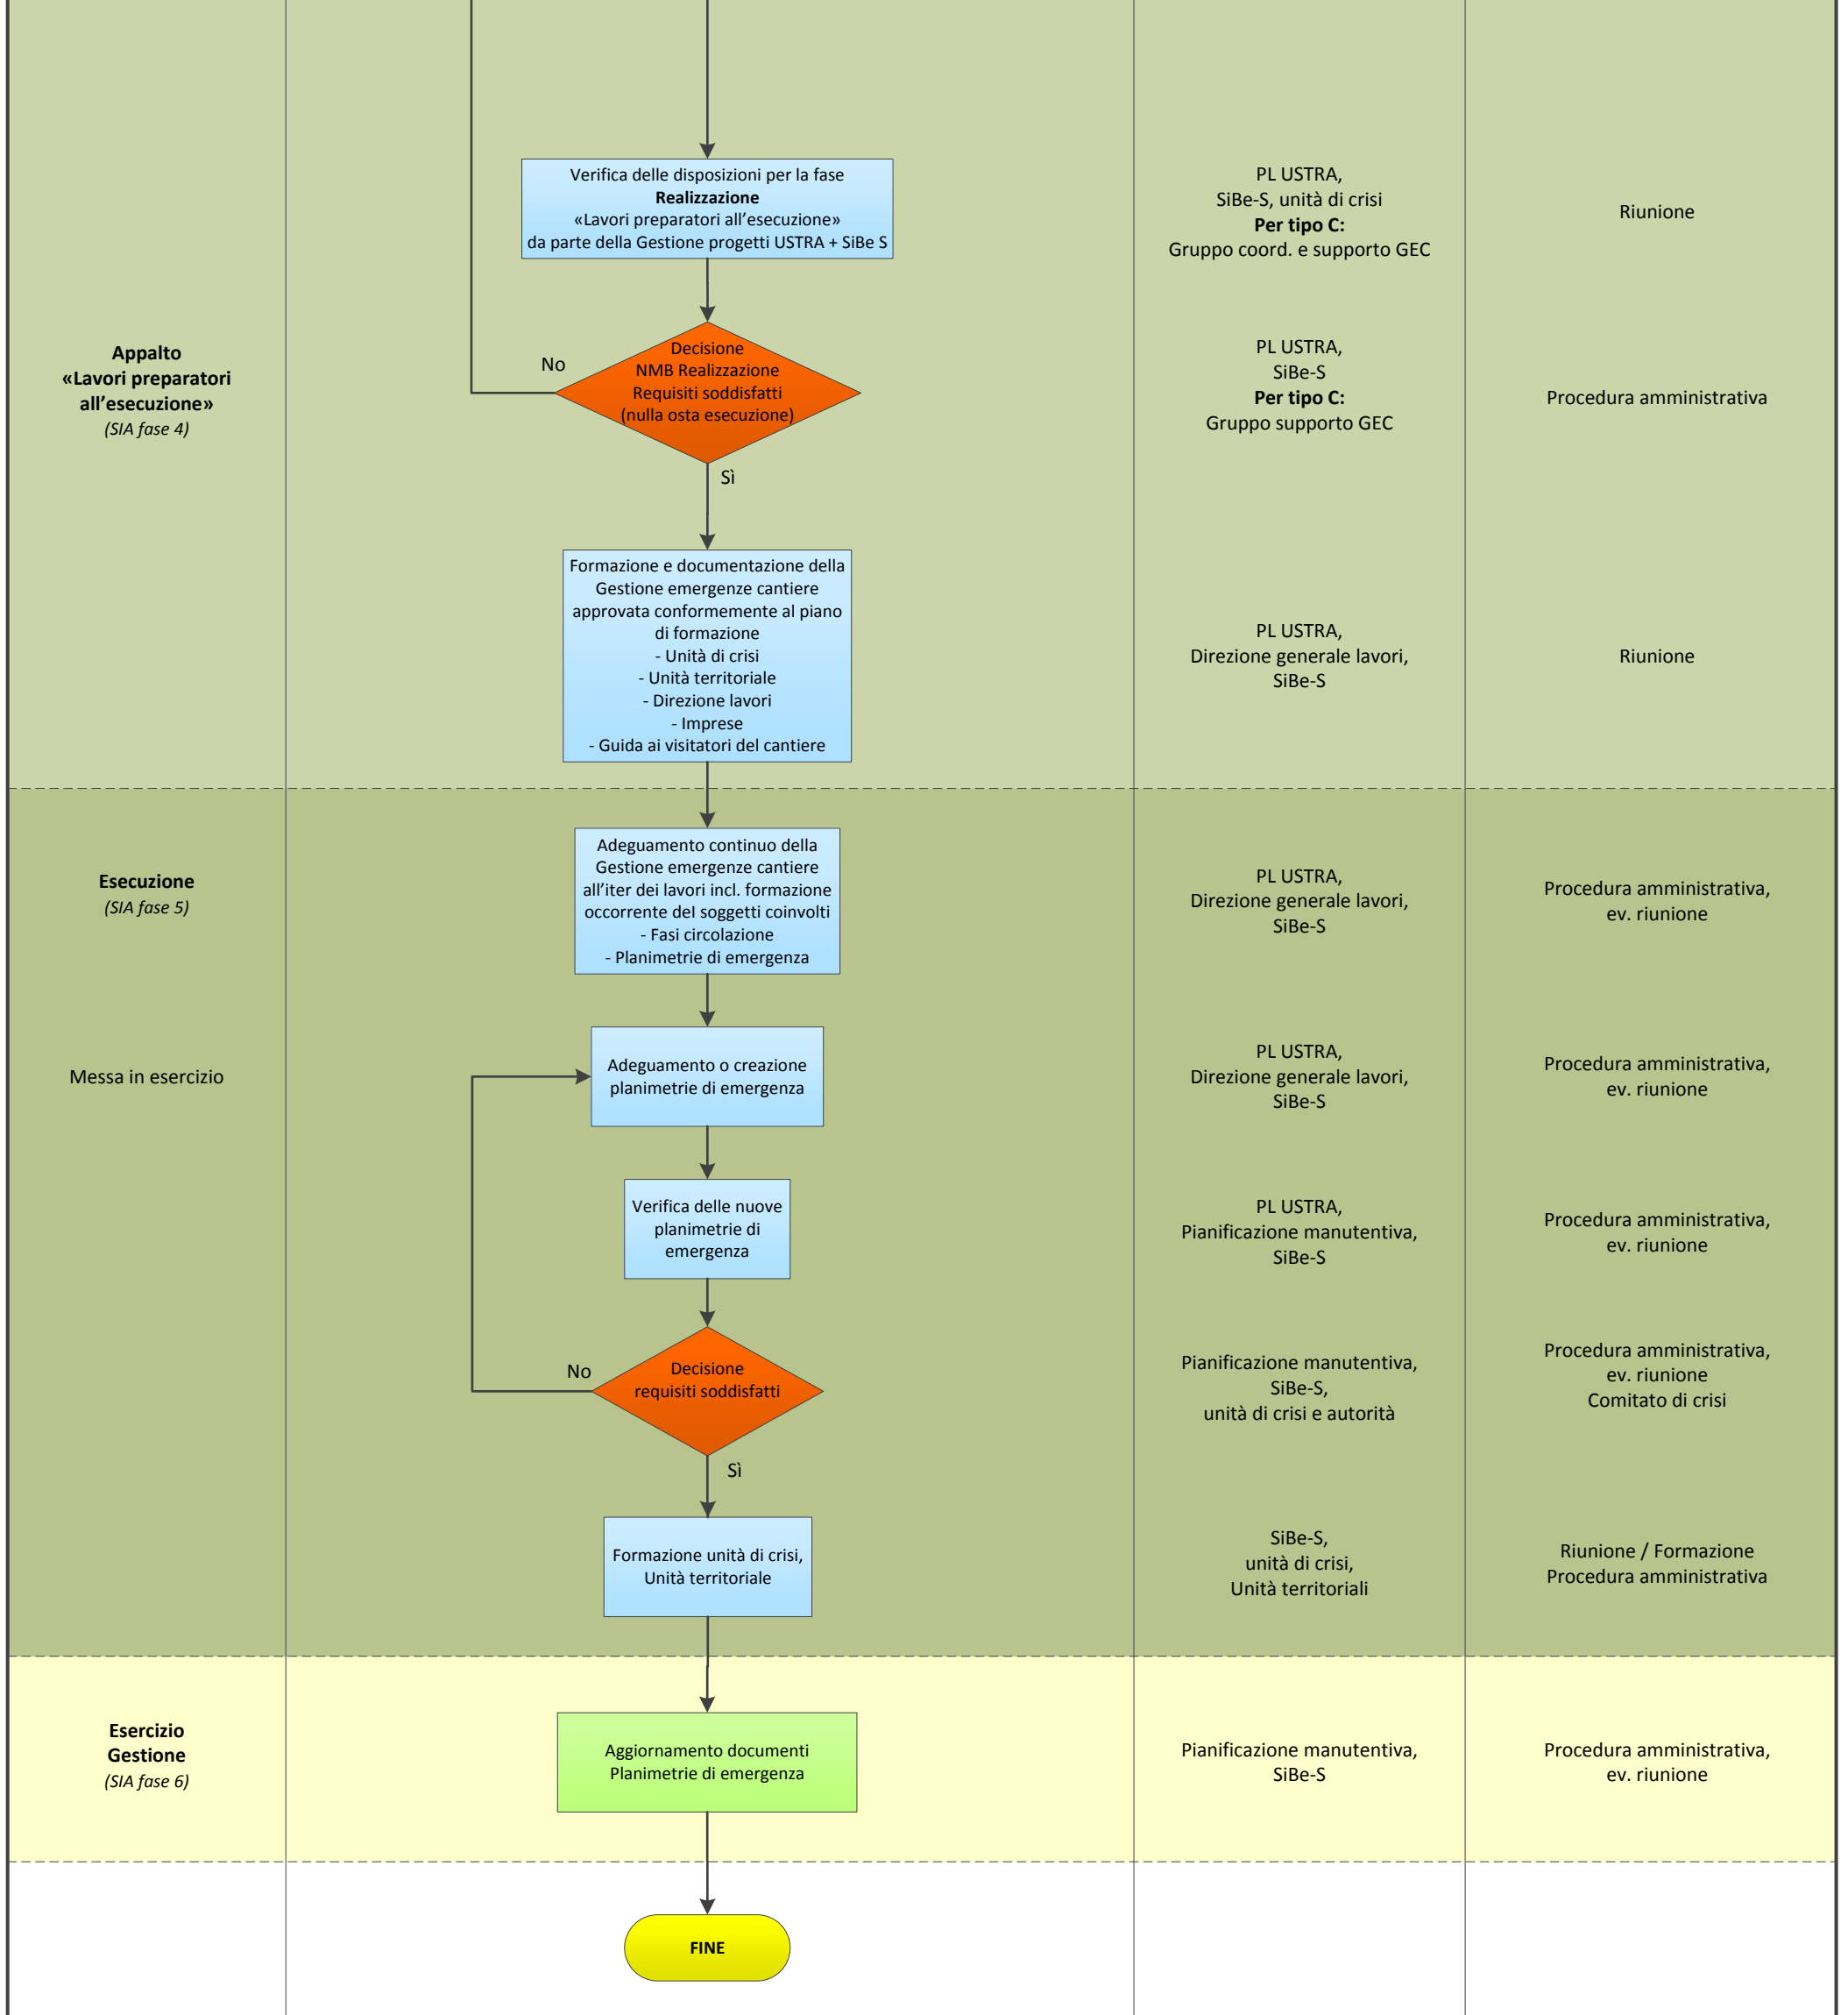 Verifica delle disposizioni per la fase
Realizzazione
«Lavori preparatori all'esecuzione»
da parte della Gestione progetti USTRA + SiBe S
PL USTRA,
SiBe-S, unità di crisi
Per tipo C:
Gruppo coord. e supporto GEC
Riunione
Appalto
«Lavori preparatori
all'esecuzione»
(SIA fase 4)
No
Decisione
NMB Realizzazione
Requisiti soddisfatti
(nulla osta esecuzione)
Sì
PL USTRA,
SiBe-S
Per tipo C:
Gruppo supporto GEC
Procedura amministrativa
Formazione e documentazione della
Gestione emergenze cantiere
approvata conformemente al piano
di formazione
- Unità di crisi
- Unità territoriale
- Direzione lavori
- Imprese
- Guida ai visitatori del cantiere
PL USTRA,
Direzione generale lavori,
SiBe-S
Riunione
Esecuzione
(SIA fase 5)
Adeguamento continuo della
Gestione emergenze cantiere
all'iter dei lavori incl. formazione
occorrente del soggetti coinvolti
- Fasi circolazione
- Planimetrie di emergenza
PL USTRA,
Direzione generale lavori,
SiBe-S
Procedura amministrativa,
ev. riunione
Messa in esercizio
Adeguamento o creazione
planimetrie di emergenza
PL USTRA,
Direzione generale lavori,
SiBe-S
Procedura amministrativa,
ev. riunione
Verifica delle nuove
planimetrie di
emergenza
PL USTRA,
Pianificazione manutentiva,
SiBe-S
Procedura amministrativa,
ev. riunione
No
Decisione
requisiti soddisfatti
Sì
Pianificazione manutentiva,
SiBe-S,
unità di crisi e autorità
Procedura amministrativa,
ev. riunione
Comitato di crisi
Formazione unità di crisi,
Unità territoriale
SiBe-S,
unità di crisi,
Unità territoriali
Riunione / Formazione
Procedura amministrativa
Esercizio
Gestione
(SIA fase 6)
Aggiornamento documenti
Planimetrie di emergenza
Pianificazione manutentiva,
SiBe-S
Procedura amministrativa,
ev. riunione
FINE